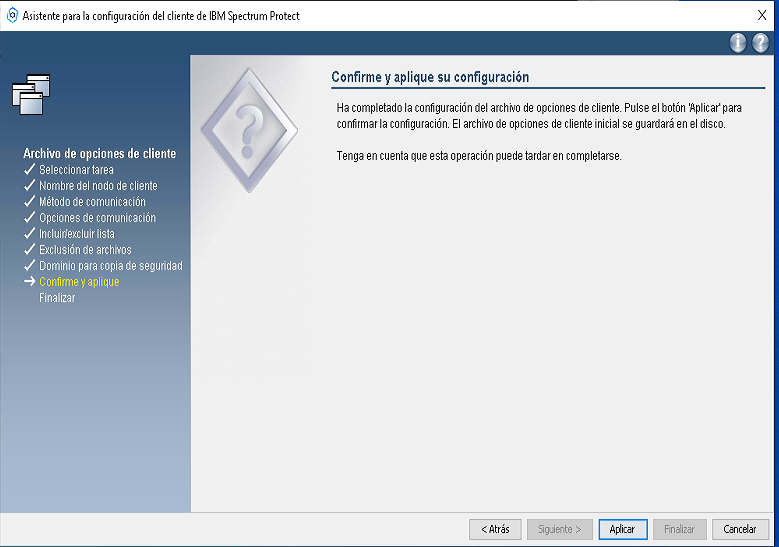 Asistente para la configuración del cliente de IBM Spectrum Protect
X
i ?
Confirme y aplique su configuración
Ha completado la configuración del archivo de opciones de cliente. Pulse el botón 'Aplicar' para
confirmar la configuración. El archivo de opciones de cliente inicial se guardará en el disco.
Tenga en cuenta que esta operación puede tardar en completarse.
?
Archivo de opciones de cliente
Seleccionar tarea
Nombre del nodo de cliente
Método de comunicación
Opciones de comunicación
Incluir/excluir lista
Exclusión de archivos
Dominio para copia de seguridad
Confirme y aplique
Finalizar
< Atrás
Siguiente >
Aplicar
Finalizar
Cancelar